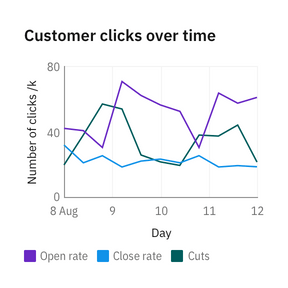 Customer clicks over time
Number of clicks /k
80
40
0
8 Aug 9 10 11 12
Day
Open rate Close rate Cuts